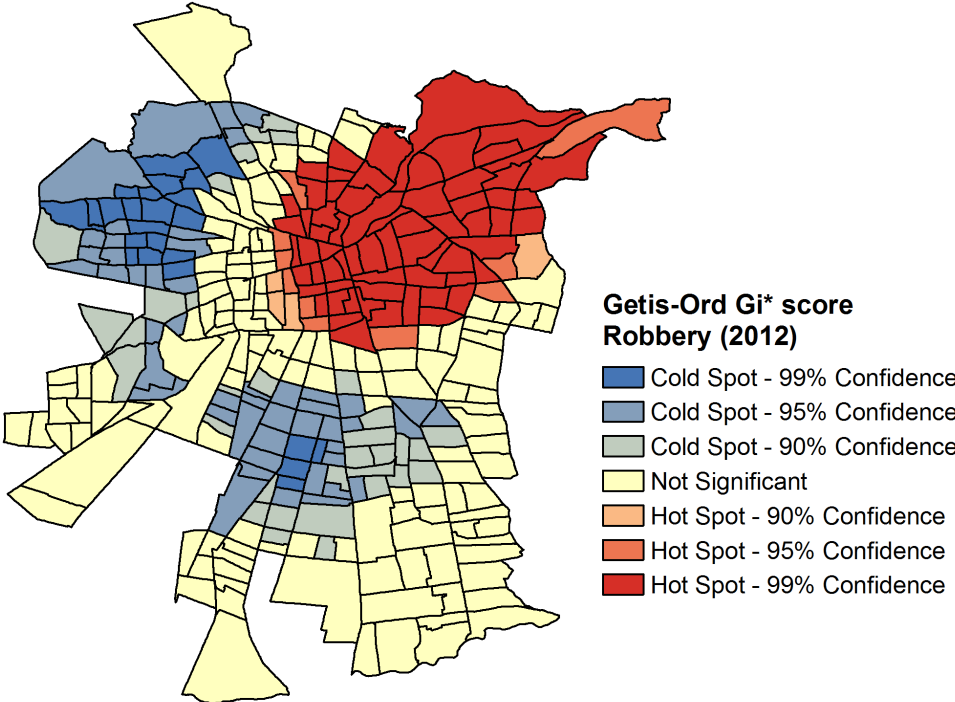 Getis-Ord Gi* score
Robbery (2012)
Cold Spot - 99% Confidence
Cold Spot - 95% Confidence
Cold Spot - 90% Confidence
Not Significant
Hot Spot - 90% Confidence
Hot Spot - 95% Confidence
Hot Spot - 99% Confidence